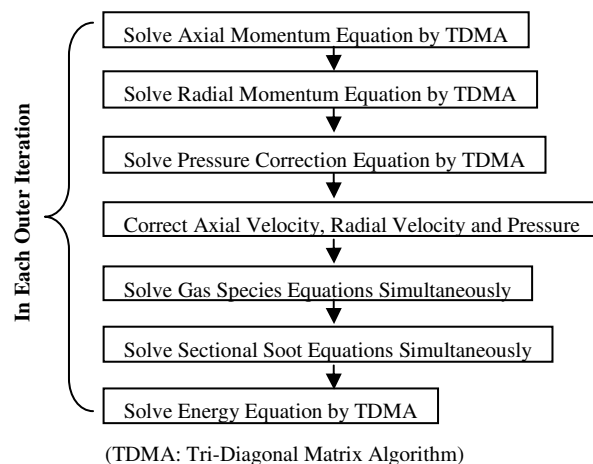 In Each Outer Iteration
Solve Axial Momentum Equation by TDMA
Solve Radial Momentum Equation by TDMA
Solve Pressure Correction Equation by TDMA
Correct Axial Velocity, Radial Velocity and Pressure
Solve Gas Species Equations Simultaneously
Solve Sectional Soot Equations Simultaneously
Solve Energy Equation by TDMA
(TDMA: Tri-Diagonal Matrix Algorithm)